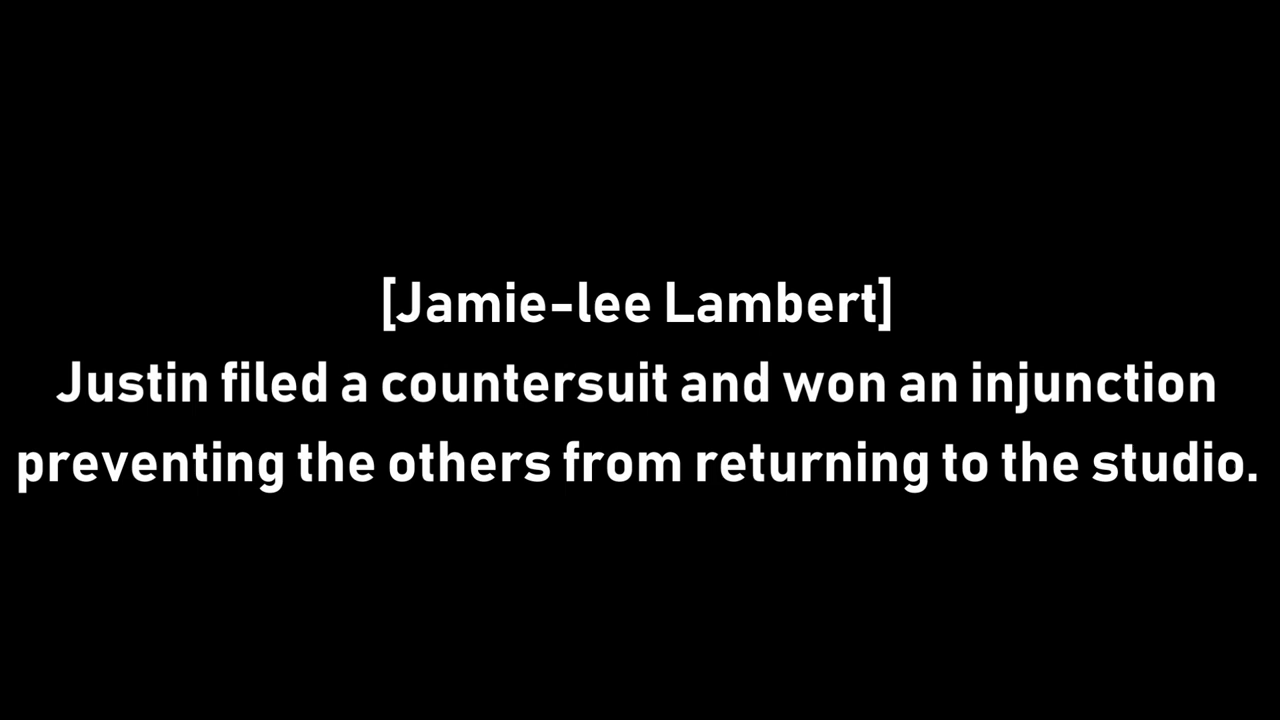 [Jamie-lee Lambert]
Justin filed a countersuit and won an injunction
preventing the others from returning to the studio.